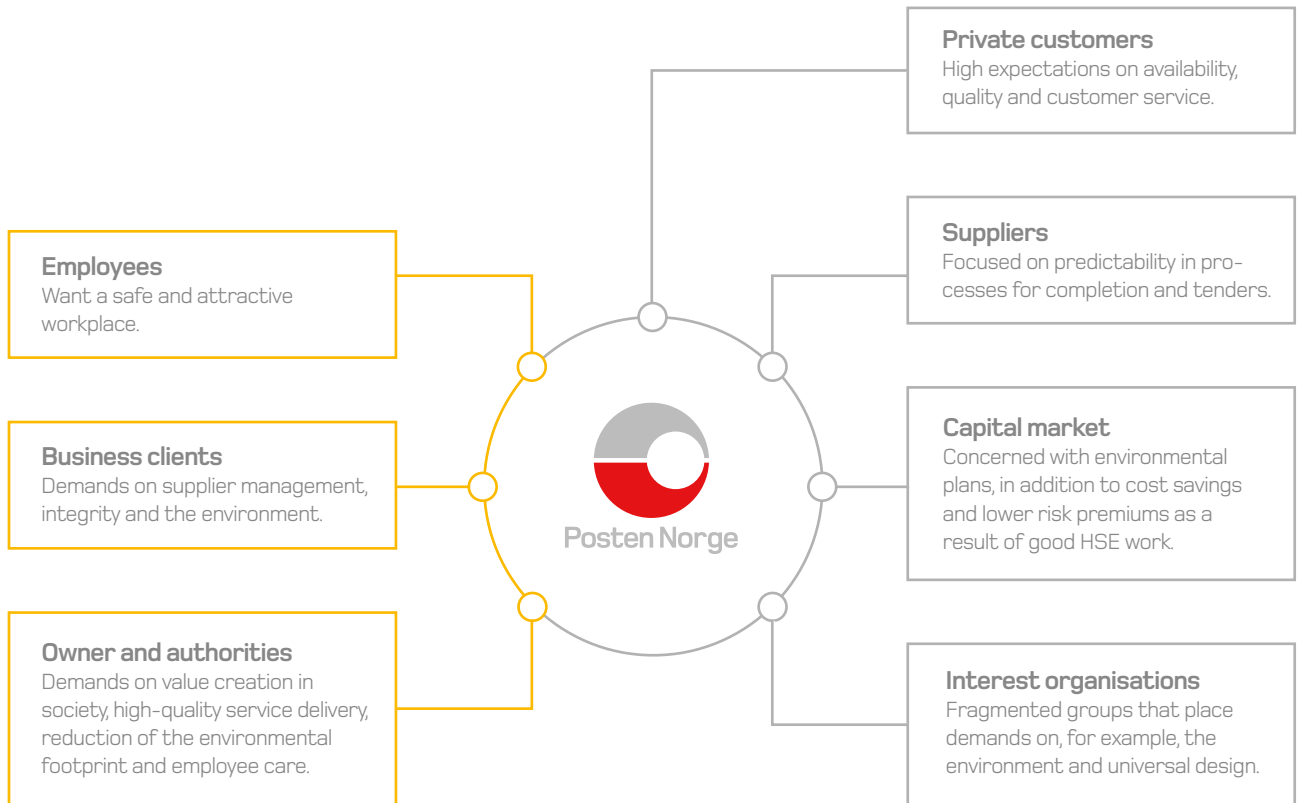 Private customers
High expectations on availability,
quality and customer service.
Suppliers
Focused on predictability in pro-
cesses for completion and tenders.
Capital market
Concerned with environmental
plans, in addition to cost savings
and lower risk premiums as a
result of good HSE work.
Interest organisations
Fragmented groups that place
demands on, for example, the
environment and universal design.
Employees
Want a safe and attractive
workplace.
Business clients
Demands on supplier management,
integrity and the environment.
Owner and authorities
Demands on value creation in
society, high-quality service delivery,
reduction of the environmental
footprint and employee care.
Posten Norge